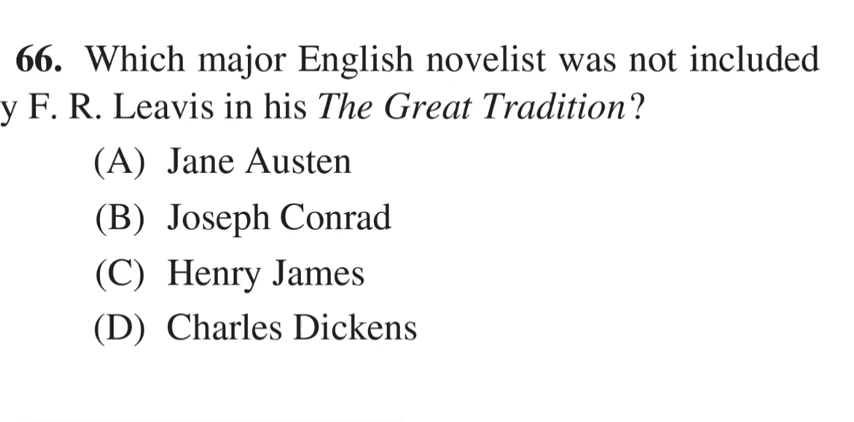 66. Which major English novelist was not included
y F. R. Leavis in his The Great Tradition?
(A) Jane Austen
(B) Joseph Conrad
(C) Henry James
(D) Charles Dickens